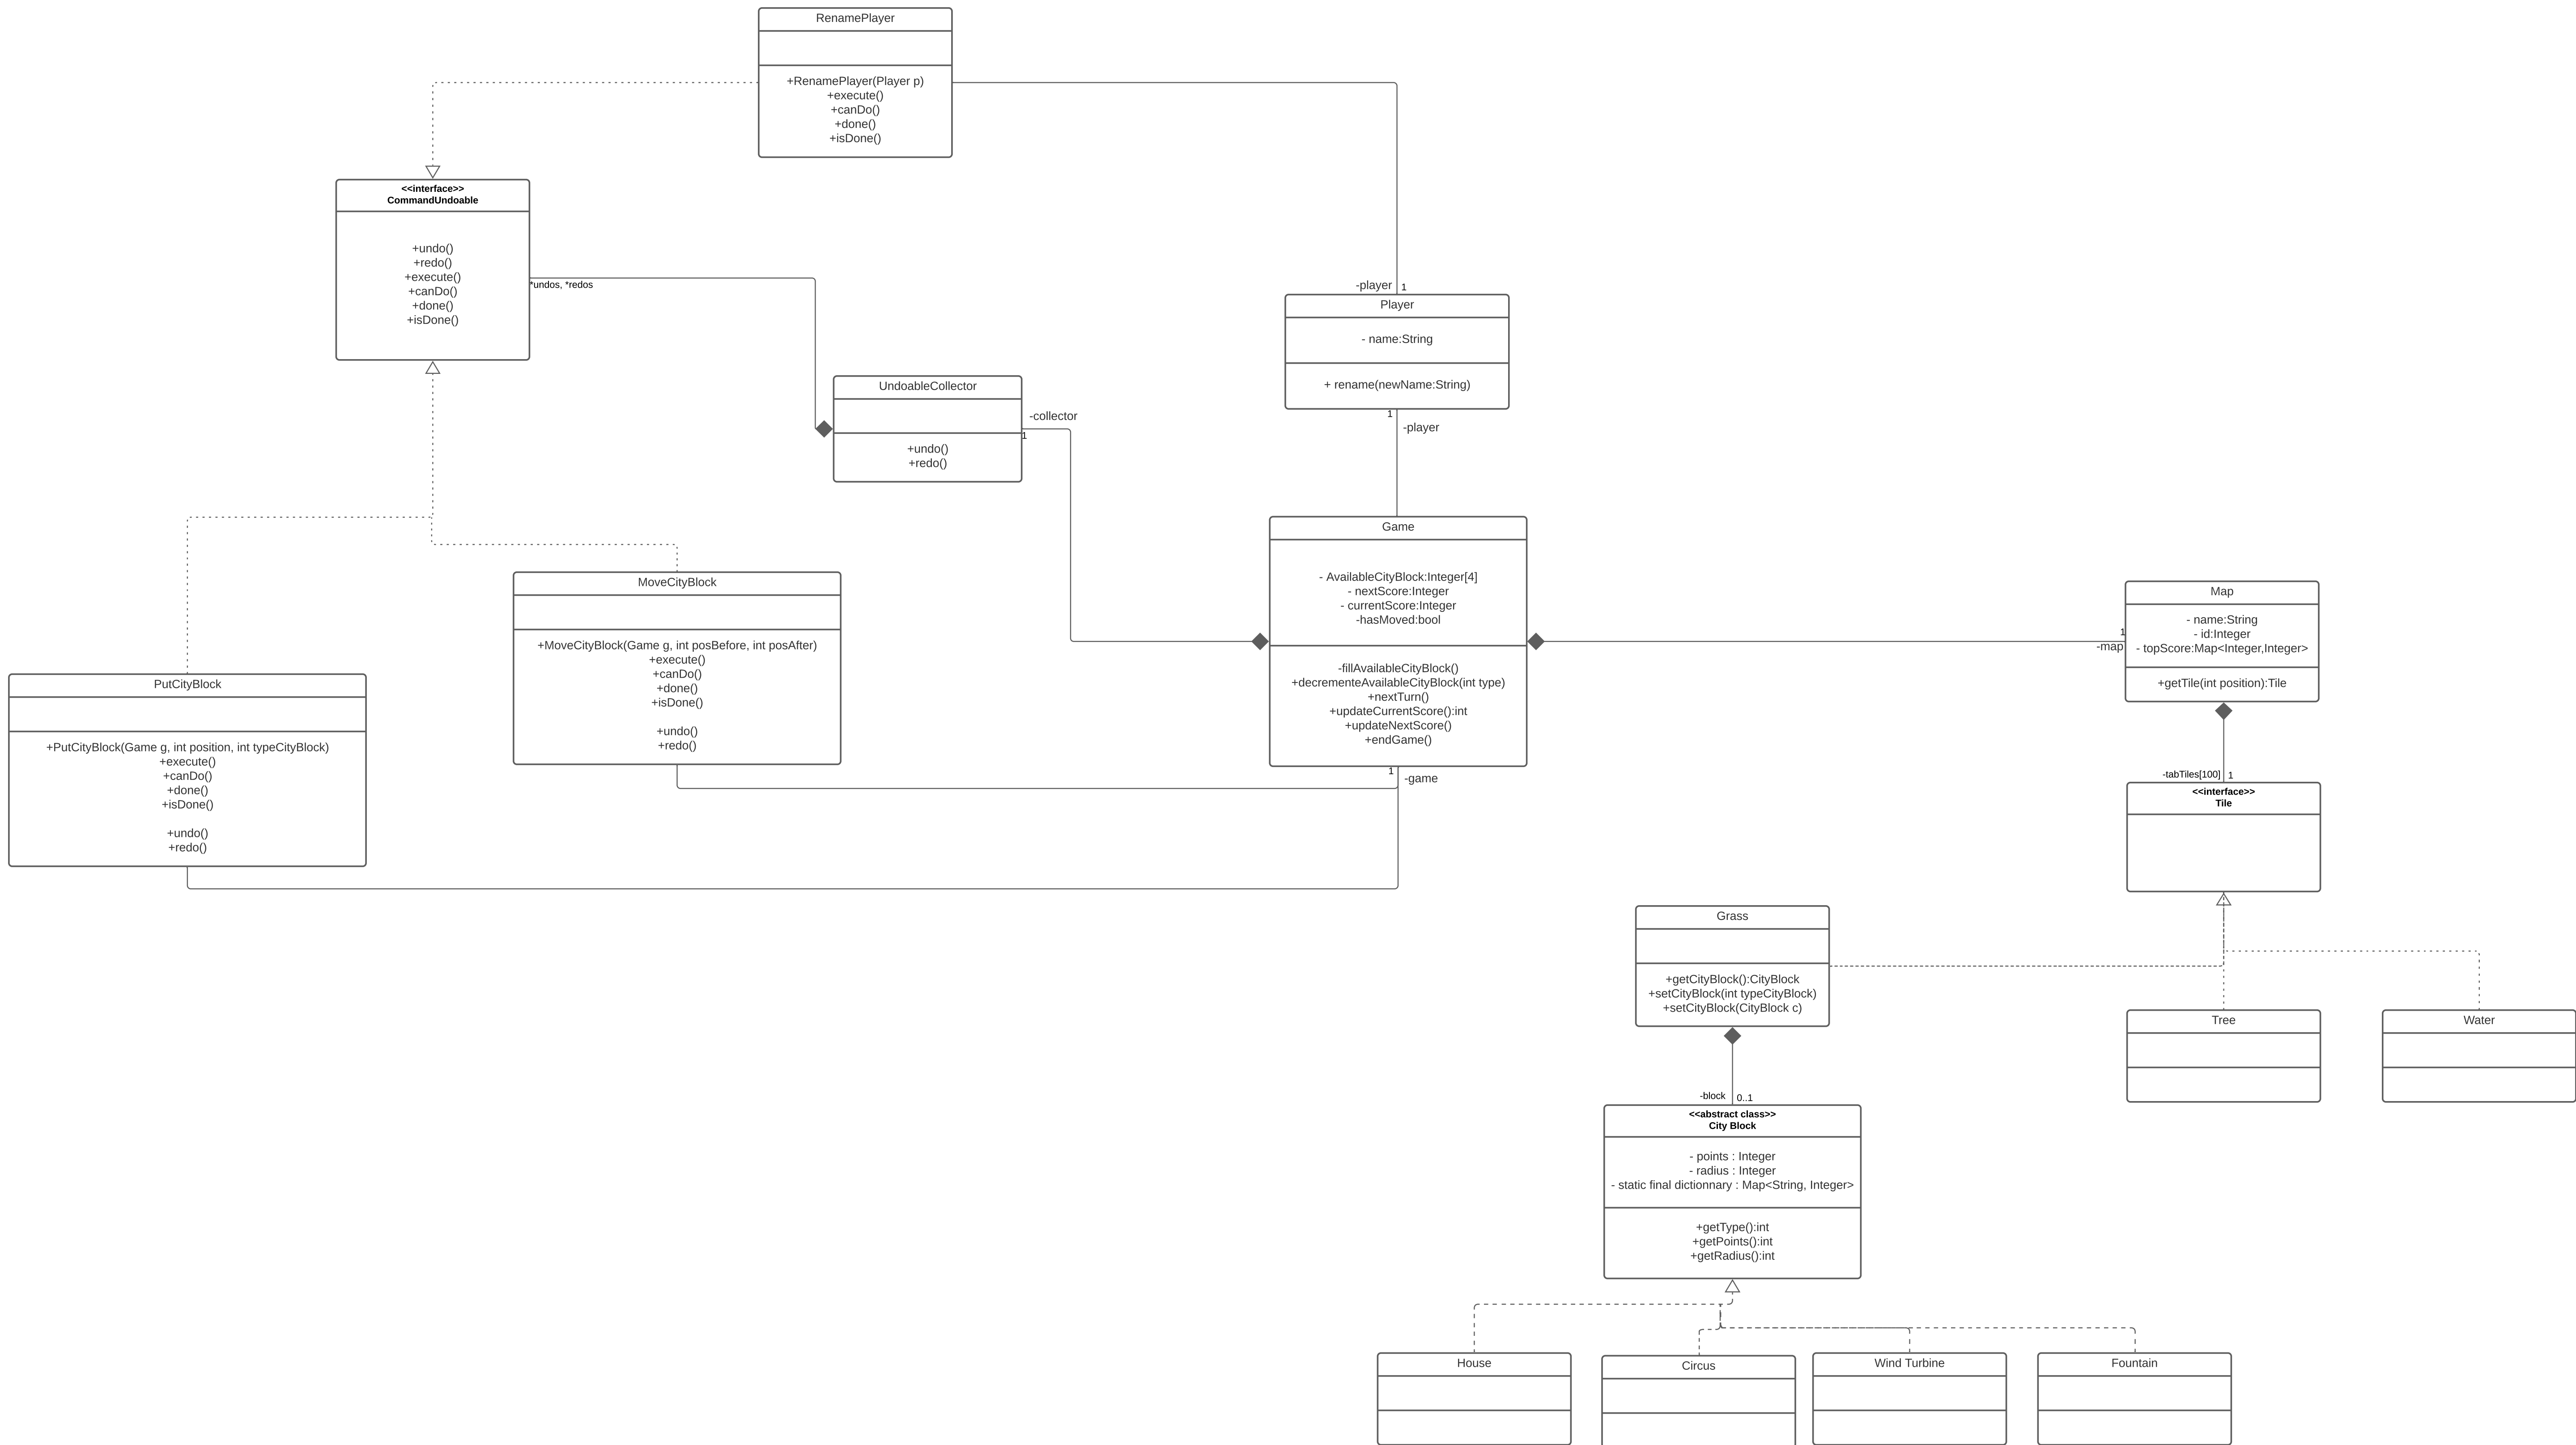 RenamePlayer
+RenamePlayer(Player p)
+execute()
+canDo()
+done()
+isDone()
<<interface>>
CommandUndoable
+undo()
+redo()
+execute()
+canDo()
+done()
+isDone()
*undos, *redos
-player
1
Player
- name:String
+ rename(newName:String)
1
-player
UndoableCollector
+undo()
+redo()
-collector
1
Game
- AvailableCityBlock:Integer[4]
- nextScore:Integer
- currentScore:Integer
-hasMoved:bool
-fillAvailableCityBlock()
+decrementeAvailableCityBlock(int type)
+nextTurn()
+updateCurrentScore():int
+updateNextScore()
+endGame()
1
-game
MoveCityBlock
+MoveCityBlock(Game g, int posBefore, int posAfter)
+execute()
+canDo()
+done()
+isDone()
+undo()
+redo()
PutCityBlock
+PutCityBlock(Game g, int position, int typeCityBlock)
+execute()
+canDo()
+done()
+isDone()
+undo()
+redo()
1
-map
Map
- name:String
- id:Integer
- topScore:Map<Integer,Integer>
+getTile(int position):Tile
-tabTiles[100]
1
<<interface>>
Tile
Grass
+getCityBlock():CityBlock
+setCityBlock(int typeCityBlock)
+setCityBlock(CityBlock c)
Tree
Water
-block
0..1
<<abstract class>>
City Block
- points : Integer
- radius : Integer
- static final dictionnary : Map<String, Integer>
+getType():int
+getPoints():int
+getRadius():int
House
Circus
Wind Turbine
Fountain